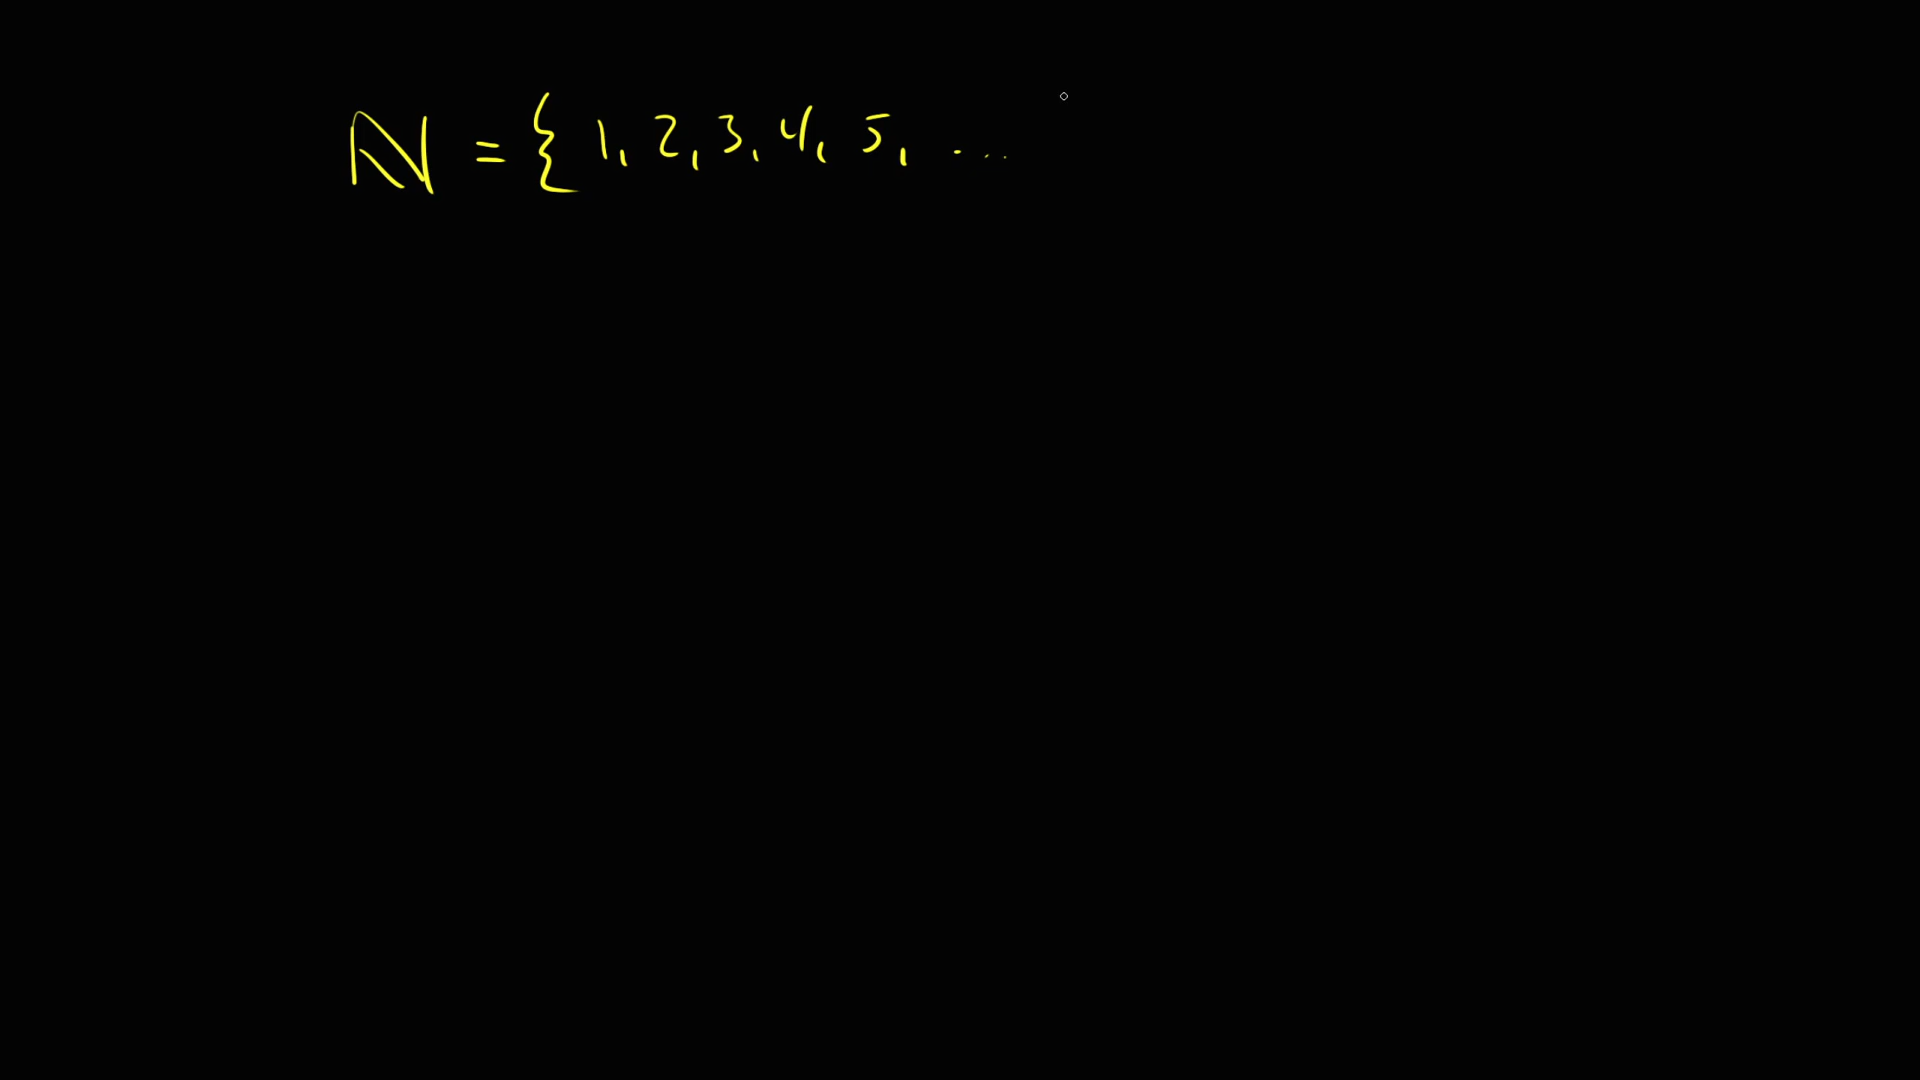 ℕ = { 1, 2, 3, 4, 5, ...